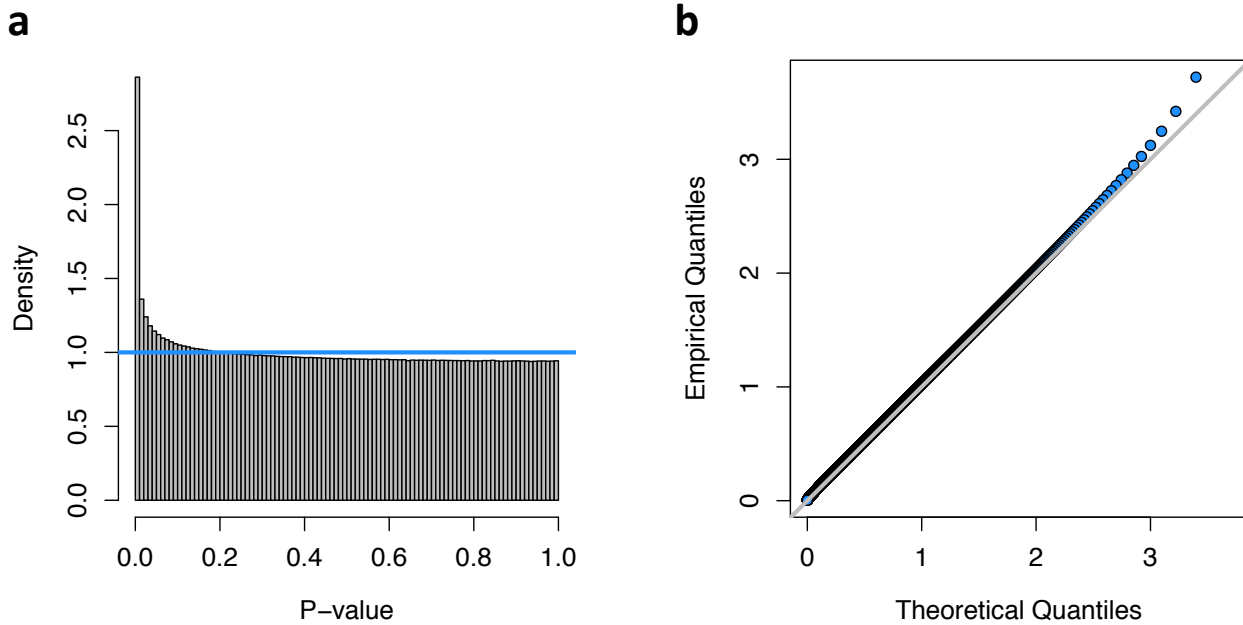 a
Density
0.0 0.5 1.0 1.5 2.0 2.5
0.0 0.2 0.4 0.6 0.8 1.0
P−value
b
Empirical Quantiles
0 1 2 3
0 1 2 3
Theoretical Quantiles